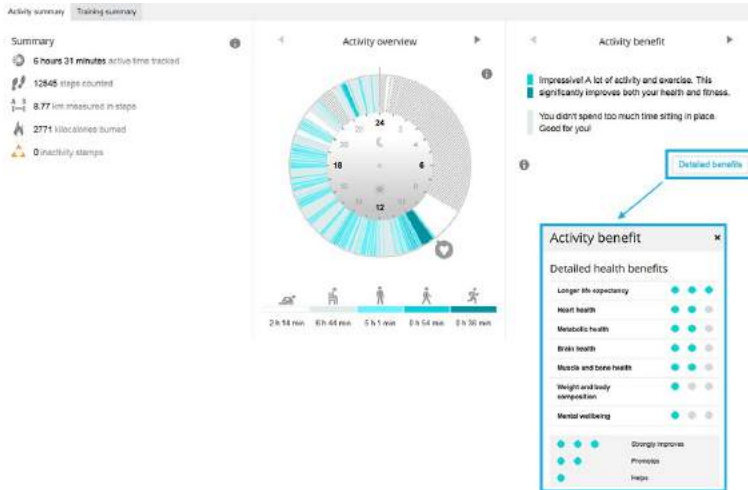 Activity summary
Training summary
Summary
6 hours 31 minutes active time tracked
12845 steps counted
8.77 km measured in steps
2771 kilocalories burned
0 inactivity stamps
Activity overview
24
18
6
12
2 h 14 min
6 h 44 min
5 h 1 min
0 h 54 min
0 h 36 min
Activity benefit
Impressive! A lot of activity and exercise. This
significantly improves both your health and fitness.
You didn't spend too much time sitting in place.
Good for you!
Detailed benefits
Activity benefit
Detailed health benefits
Longer life expectancy
Heart health
Metabolic health
Brain health
Muscle and bone health
Weight and body
composition
Mental wellbeing
Strongly improves
Promotes
Helps